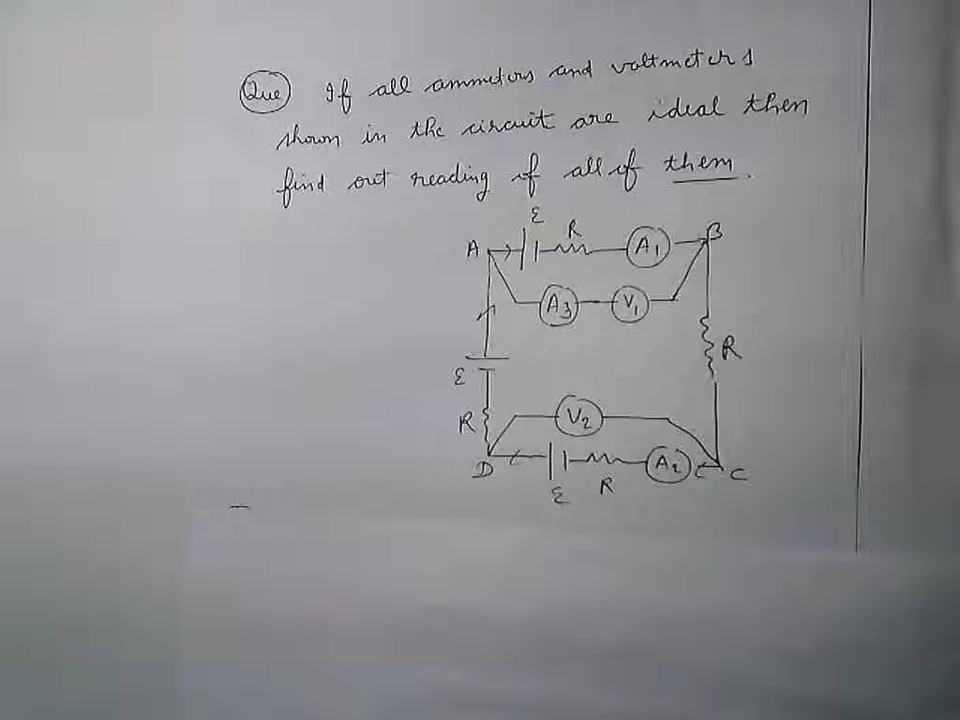 Que If all ammeters and voltmeters
shown in the circuit are ideal then
find out reading of all of them.
ε
A R A1 B
A3 V1
R
ε
R V2
D A2 C
ε R